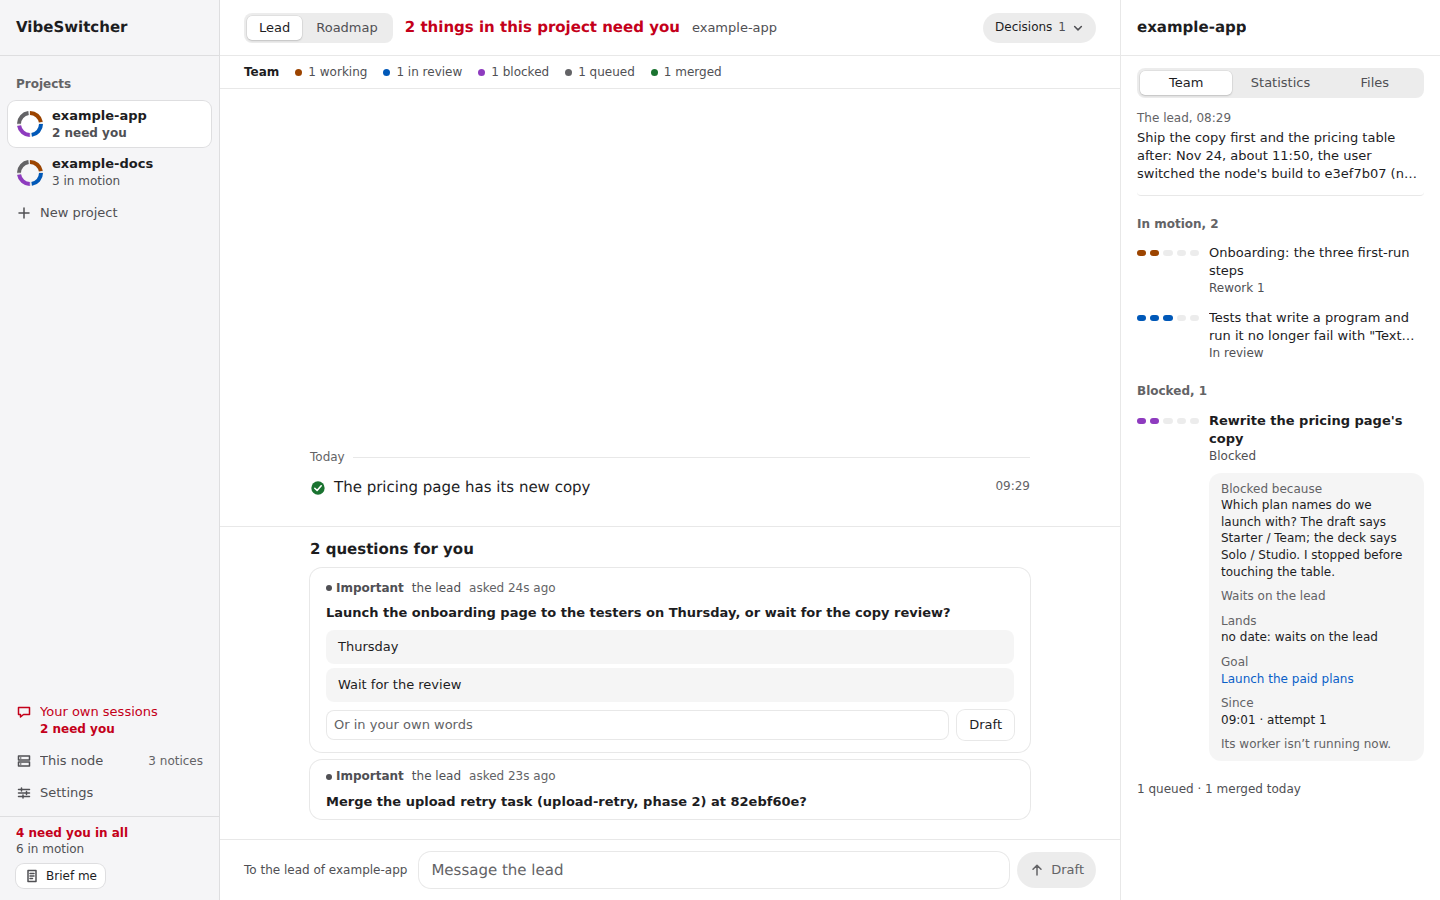 VibeSwitcher
Projects
example-app
2 need you
example-docs
3 in motion
New project
Your own sessions
2 need you
This node
3 notices
Settings
4 need you in all
6 in motion
Brief me
Lead
Roadmap
2 things in this project need you
example-app
Decisions 1
Team
1 working
1 in review
1 blocked
1 queued
1 merged
Today
The pricing page has its new copy
09:29
2 questions for you
Important the lead asked 24s ago
Launch the onboarding page to the testers on Thursday, or wait for the copy review?
Thursday
Wait for the review
Or in your own words
Draft
Important the lead asked 23s ago
Merge the upload retry task (upload-retry, phase 2) at 82ebf60e?
To the lead of example-app
Message the lead
Draft
example-app
Team
Statistics
Files
The lead, 08:29
Ship the copy first and the pricing table
after: Nov 24, about 11:50, the user
switched the node's build to e3ef7b07 (n…
In motion, 2
Onboarding: the three first-run
steps
Rework 1
Tests that write a program and
run it no longer fail with "Text…
In review
Blocked, 1
Rewrite the pricing page's
copy
Blocked
Blocked because
Which plan names do we
launch with? The draft says
Starter / Team; the deck says
Solo / Studio. I stopped before
touching the table.
Waits on the lead
Lands
no date: waits on the lead
Goal
Launch the paid plans
Since
09:01 · attempt 1
Its worker isn’t running now.
1 queued · 1 merged today